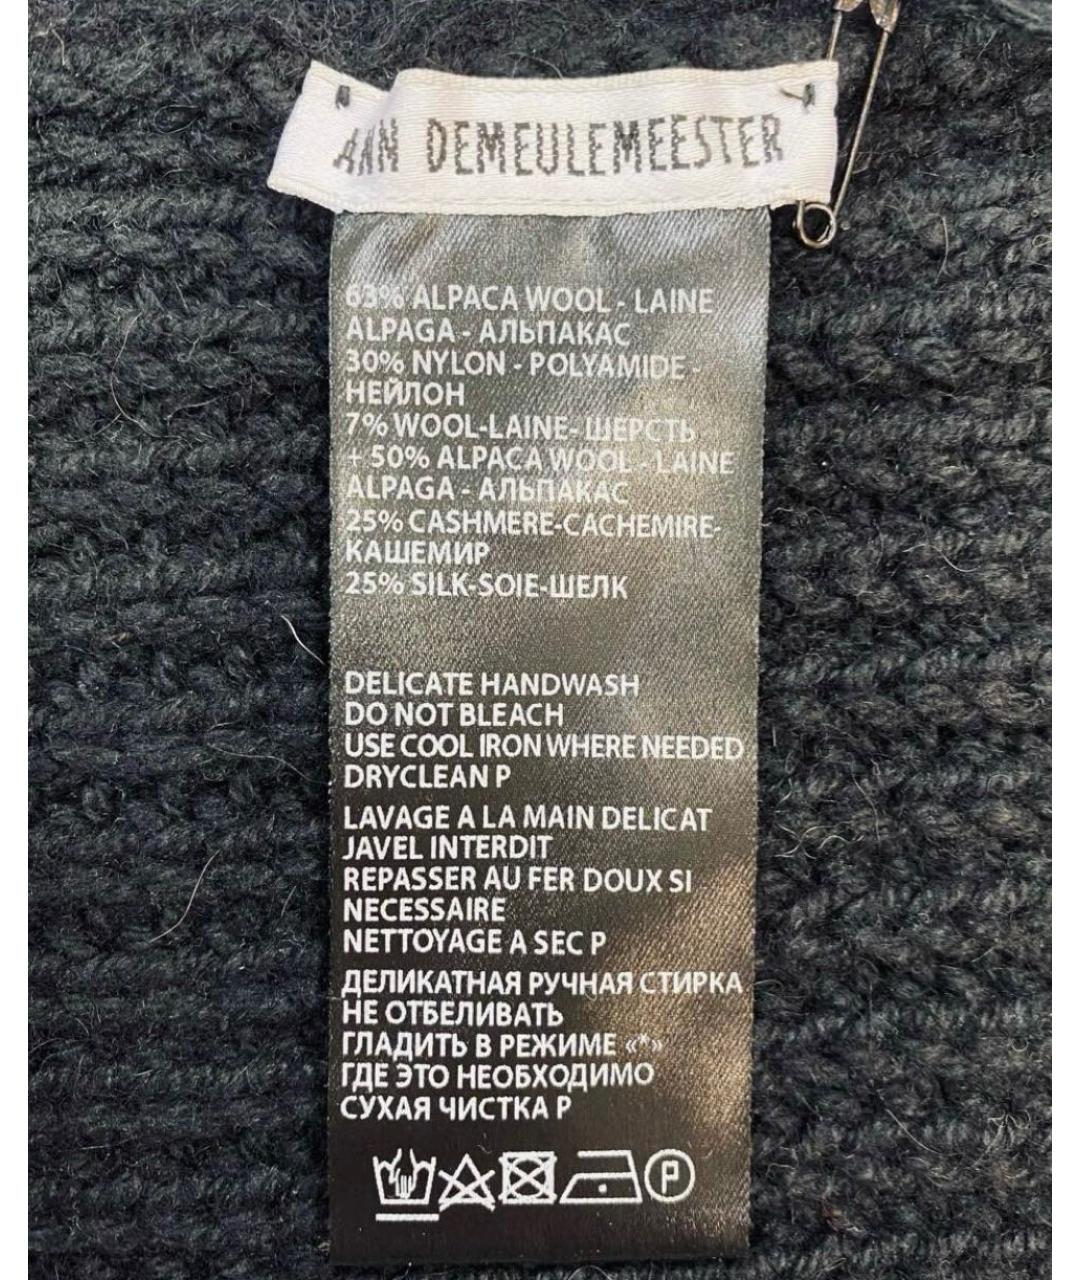 ANN DEMEULEMEESTER
63% ALPACA WOOL - LAINE
ALPAGA - АЛЬПАКАС
30% NYLON - POLYAMIDE -
НЕЙЛОН
7% WOOL-LAINE- ШЕРСТЬ
+ 50% ALPACA WOOL - LAINE
ALPAGA - АЛЬПАКАС
25% CASHMERE-CACHEMIRE-
КАШЕМИР
25% SILK-SOIE-ШЕЛК
DELICATE HANDWASH
DO NOT BLEACH
USE COOL IRON WHERE NEEDED
DRYCLEAN P
LAVAGE A LA MAIN DELICAT
JAVEL INTERDIT
REPASSER AU FER DOUX SI
NECESSAIRE
NETTOYAGE A SEC P
ДЕЛИКАТНАЯ РУЧНАЯ СТИРКА
НЕ ОТБЕЛИВАТЬ
ГЛАДИТЬ В РЕЖИМЕ «*»
ГДЕ ЭТО НЕОБХОДИМО
СУХАЯ ЧИСТКА P
P